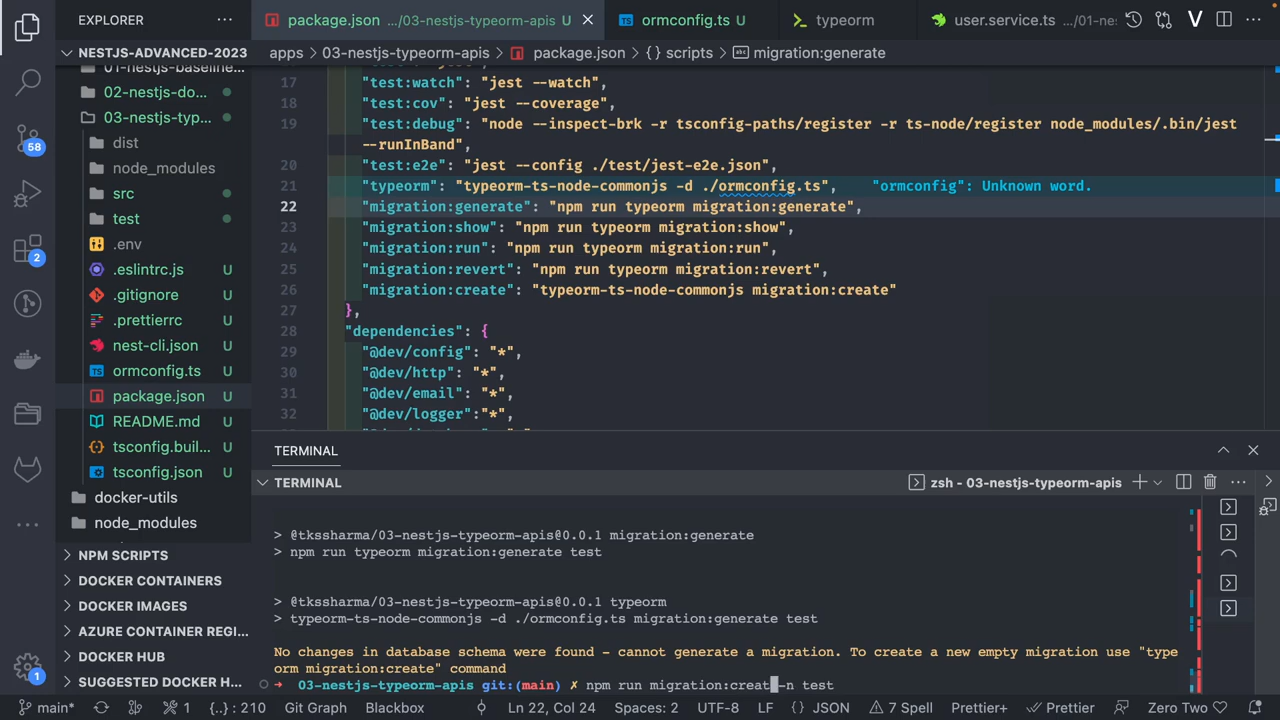 EXPLORER
package.json .../03-nestjs-typeorm-apis U
ormconfig.ts U
typeorm
user.service.ts .../01-nes
NESTJS-ADVANCED-2023
apps
03-nestjs-typeorm-apis
package.json
{ } scripts
migration:generate
01-nestjs-baseline...
02-nestjs-do...
03-nestjs-typ...
dist
node_modules
src
test
.env
.eslintrc.js U
.gitignore U
.prettierrc U
nest-cli.json U
ormconfig.ts U
package.json U
README.md U
tsconfig.buil... U
tsconfig.json U
docker-utils
node_modules
NPM SCRIPTS
DOCKER CONTAINERS
DOCKER IMAGES
AZURE CONTAINER REGI...
DOCKER HUB
SUGGESTED DOCKER H...
58
2
1
17 "test:watch": "jest --watch",
18 "test:cov": "jest --coverage",
19 "test:debug": "node --inspect-brk -r tsconfig-paths/register -r ts-node/register node_modules/.bin/jest
--runInBand",
20 "test:e2e": "jest --config ./test/jest-e2e.json",
21 "typeorm": "typeorm-ts-node-commonjs -d ./ormconfig.ts", "ormconfig": Unknown word.
22 "migration:generate": "npm run typeorm migration:generate",
23 "migration:show": "npm run typeorm migration:show",
24 "migration:run": "npm run typeorm migration:run",
25 "migration:revert": "npm run typeorm migration:revert",
26 "migration:create": "typeorm-ts-node-commonjs migration:create"
27 },
28 "dependencies": {
29 "@dev/config": "*",
30 "@dev/http": "*",
31 "@dev/email": "*",
32 "@dev/logger":"*",
TERMINAL
TERMINAL
zsh - 03-nestjs-typeorm-apis
> @tkssharma/03-nestjs-typeorm-apis@0.0.1 migration:generate
> npm run typeorm migration:generate test
> @tkssharma/03-nestjs-typeorm-apis@0.0.1 typeorm
> typeorm-ts-node-commonjs -d ./ormconfig.ts migration:generate test
No changes in database schema were found - cannot generate a migration. To create a new empty migration use "type
orm migration:create" command
➜ 03-nestjs-typeorm-apis git:(main) ✗ npm run migration:creat -n test
main*
1
{..} : 210
Git Graph
Blackbox
Ln 22, Col 24
Spaces: 2
UTF-8
LF
{ } JSON
7 Spell
Prettier+
Prettier
Zero Two